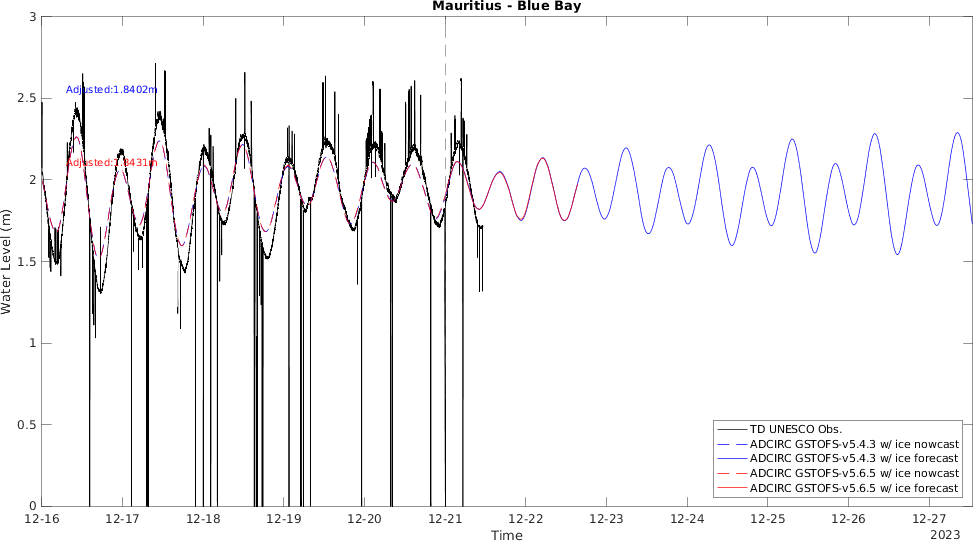 Mauritius - Blue Bay
3
2.5
2
1.5
1
0.5
0
Water Level (m)
Adjusted:1.8402m
Adjusted:1.8431m
TD UNESCO Obs.
ADCIRC GSTOFS-v5.4.3 w/ ice nowcast
ADCIRC GSTOFS-v5.4.3 w/ ice forecast
ADCIRC GSTOFS-v5.6.5 w/ ice nowcast
ADCIRC GSTOFS-v5.6.5 w/ ice forecast
12-16 12-17 12-18 12-19 12-20 12-21 12-22 12-23 12-24 12-25 12-26 12-27
2023
Time